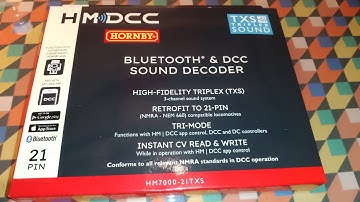 HM DCC
HORNBY
TXS
TRIPLEX
SOUND
BLUETOOTH® & DCC
SOUND DECODER
HIGH-FIDELITY TRIPLEX (TXS)
3-channel sound system
RETROFIT TO 21-PIN
(NMRA - NEM 660) compatible locomotives
TRI-MODE
Functions with HM | DCC app control, DCC and DC controllers
INSTANT CV READ & WRITE
While in operation with HM | DCC app control
Conforms to all relevant NMRA standards in DCC operation
HM7000-21TXS
Google Play
App Store
Bluetooth
21
PIN